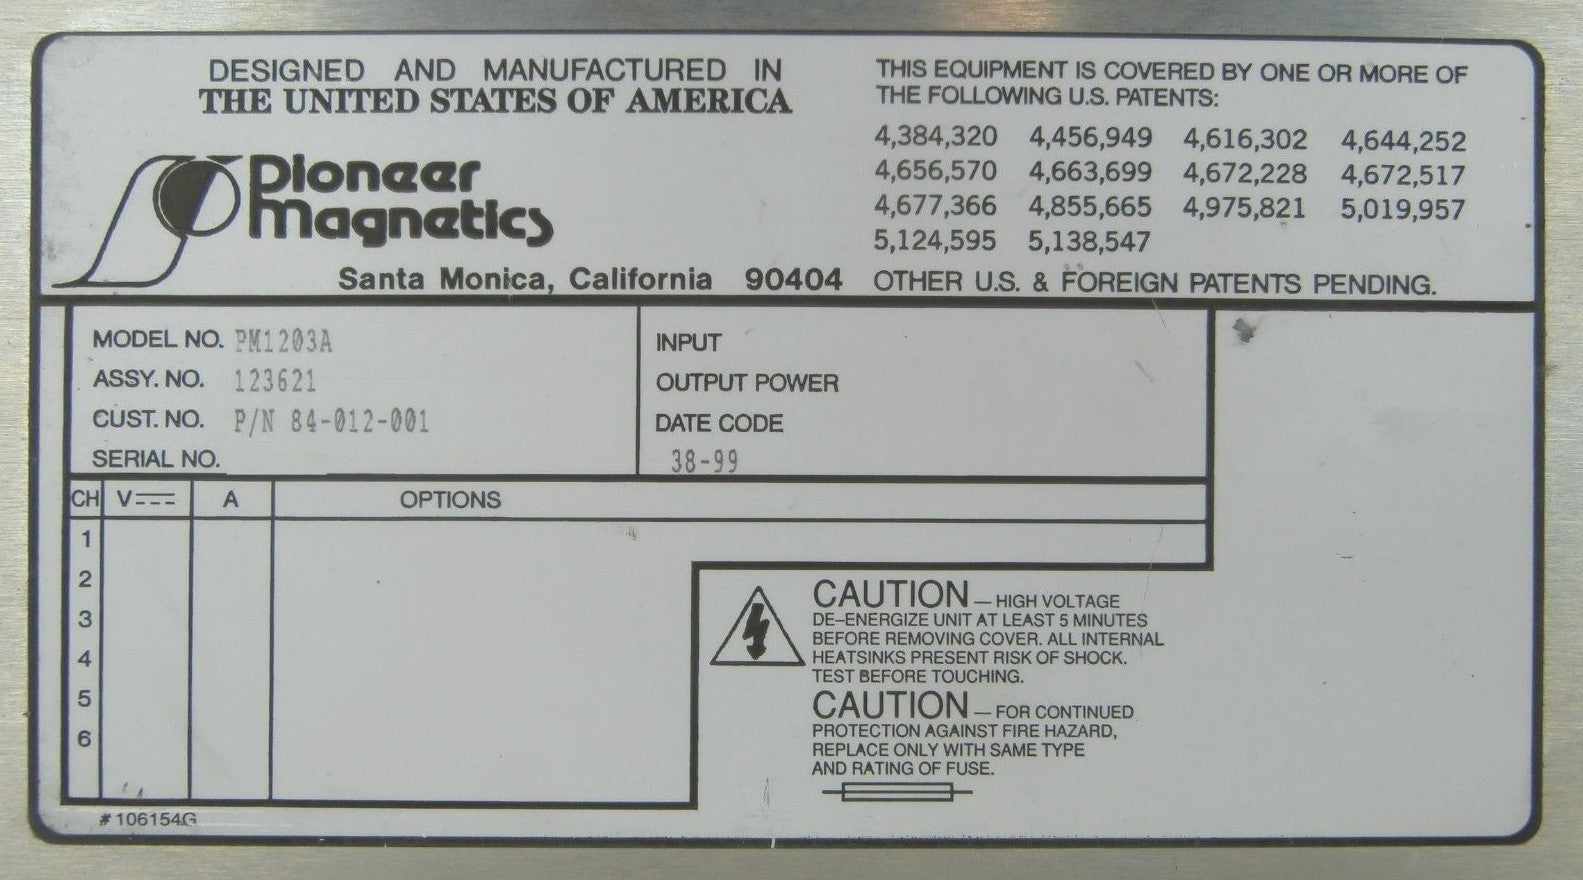 DESIGNED AND MANUFACTURED IN
THE UNITED STATES OF AMERICA
Pioneer
Magnetics
Santa Monica, California 90404
THIS EQUIPMENT IS COVERED BY ONE OR MORE OF
THE FOLLOWING U.S. PATENTS:
4,384,320 4,456,949 4,616,302 4,644,252
4,656,570 4,663,699 4,672,228 4,672,517
4,677,366 4,855,665 4,975,821 5,019,957
5,124,595 5,138,547
OTHER U.S. & FOREIGN PATENTS PENDING.
MODEL NO. PM1203A
ASSY. NO. 123621
CUST. NO. P/N 84-012-001
SERIAL NO.
INPUT
OUTPUT POWER
DATE CODE
38-99
CH V A OPTIONS
1
2
3
4
5
6
CAUTION — HIGH VOLTAGE
DE-ENERGIZE UNIT AT LEAST 5 MINUTES
BEFORE REMOVING COVER. ALL INTERNAL
HEATSINKS PRESENT RISK OF SHOCK.
TEST BEFORE TOUCHING.
CAUTION — FOR CONTINUED
PROTECTION AGAINST FIRE HAZARD,
REPLACE ONLY WITH SAME TYPE
AND RATING OF FUSE.
# 106154G